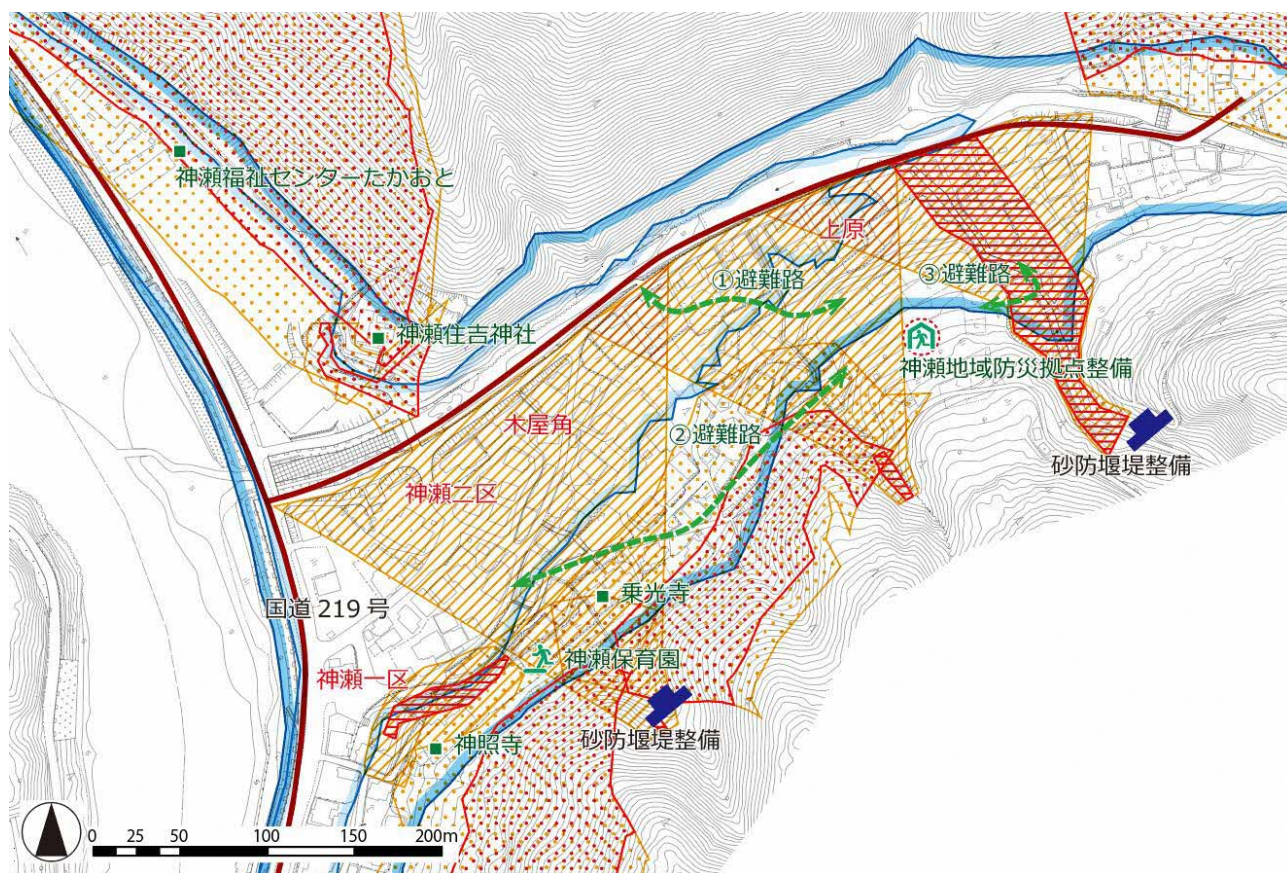 神瀬福祉センターたかおと
上原
①避難路
③避難路
神瀬住吉神社
神瀬地域防災拠点整備
木屋角
②避難路
砂防堰堤整備
神瀬二区
国道219号
乗光寺
神瀬保育園
神瀬一区
砂防堰堤整備
神照寺
0 25 50 100 150 200m